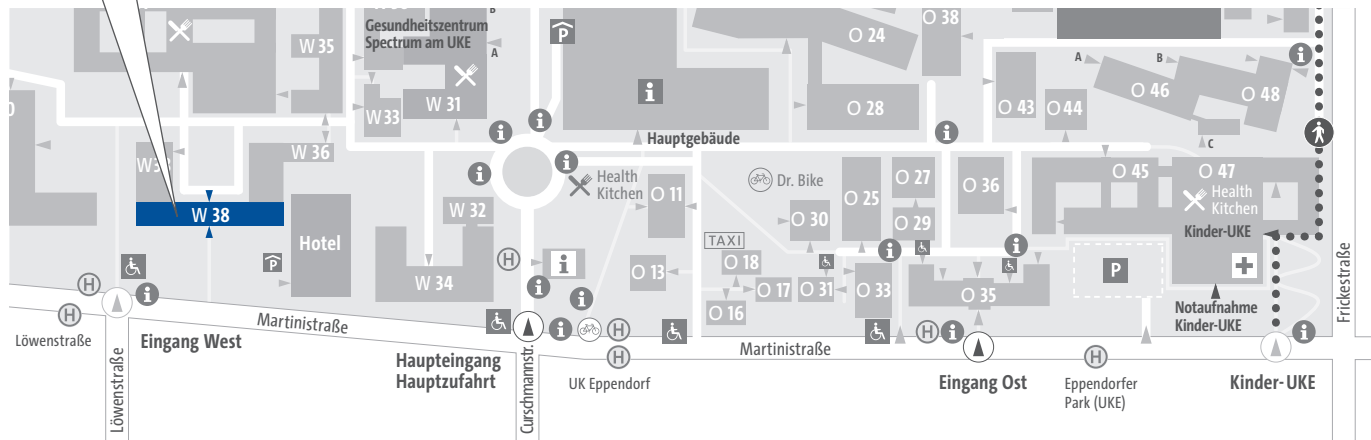 B
O 38
Gesundheitszentrum
Spectrum am UKE
W 35
A
P
O 24
i
A
B
i
O 46
O 48
W 31
W 33
i
O 28
O 43
O 44
i
i
Hauptgebäude
i
C
W 36
i
i
Health
Kitchen
O 11
Dr. Bike
O 25
O 27
O 36
O 45
O 47
Health
Kitchen
W 38
W 32
O 30
O 29
Kinder-UKE
Hotel
TAXI
i
i
P
H
i
O 18
P
W 34
O 13
O 17
O 31
O 33
O 35
H
i
i
i
O 16
Notaufnahme
Kinder-UKE
H
Martinistraße
i
H
H
i
i
Löwenstraße
Eingang West
H
Martinistraße
H
Frickestraße
Haupteingang
Hauptzufahrt
UK Eppendorf
Eingang Ost
Eppendorfer
Park (UKE)
Kinder-UKE
Löwenstraße
Curschmannstr.